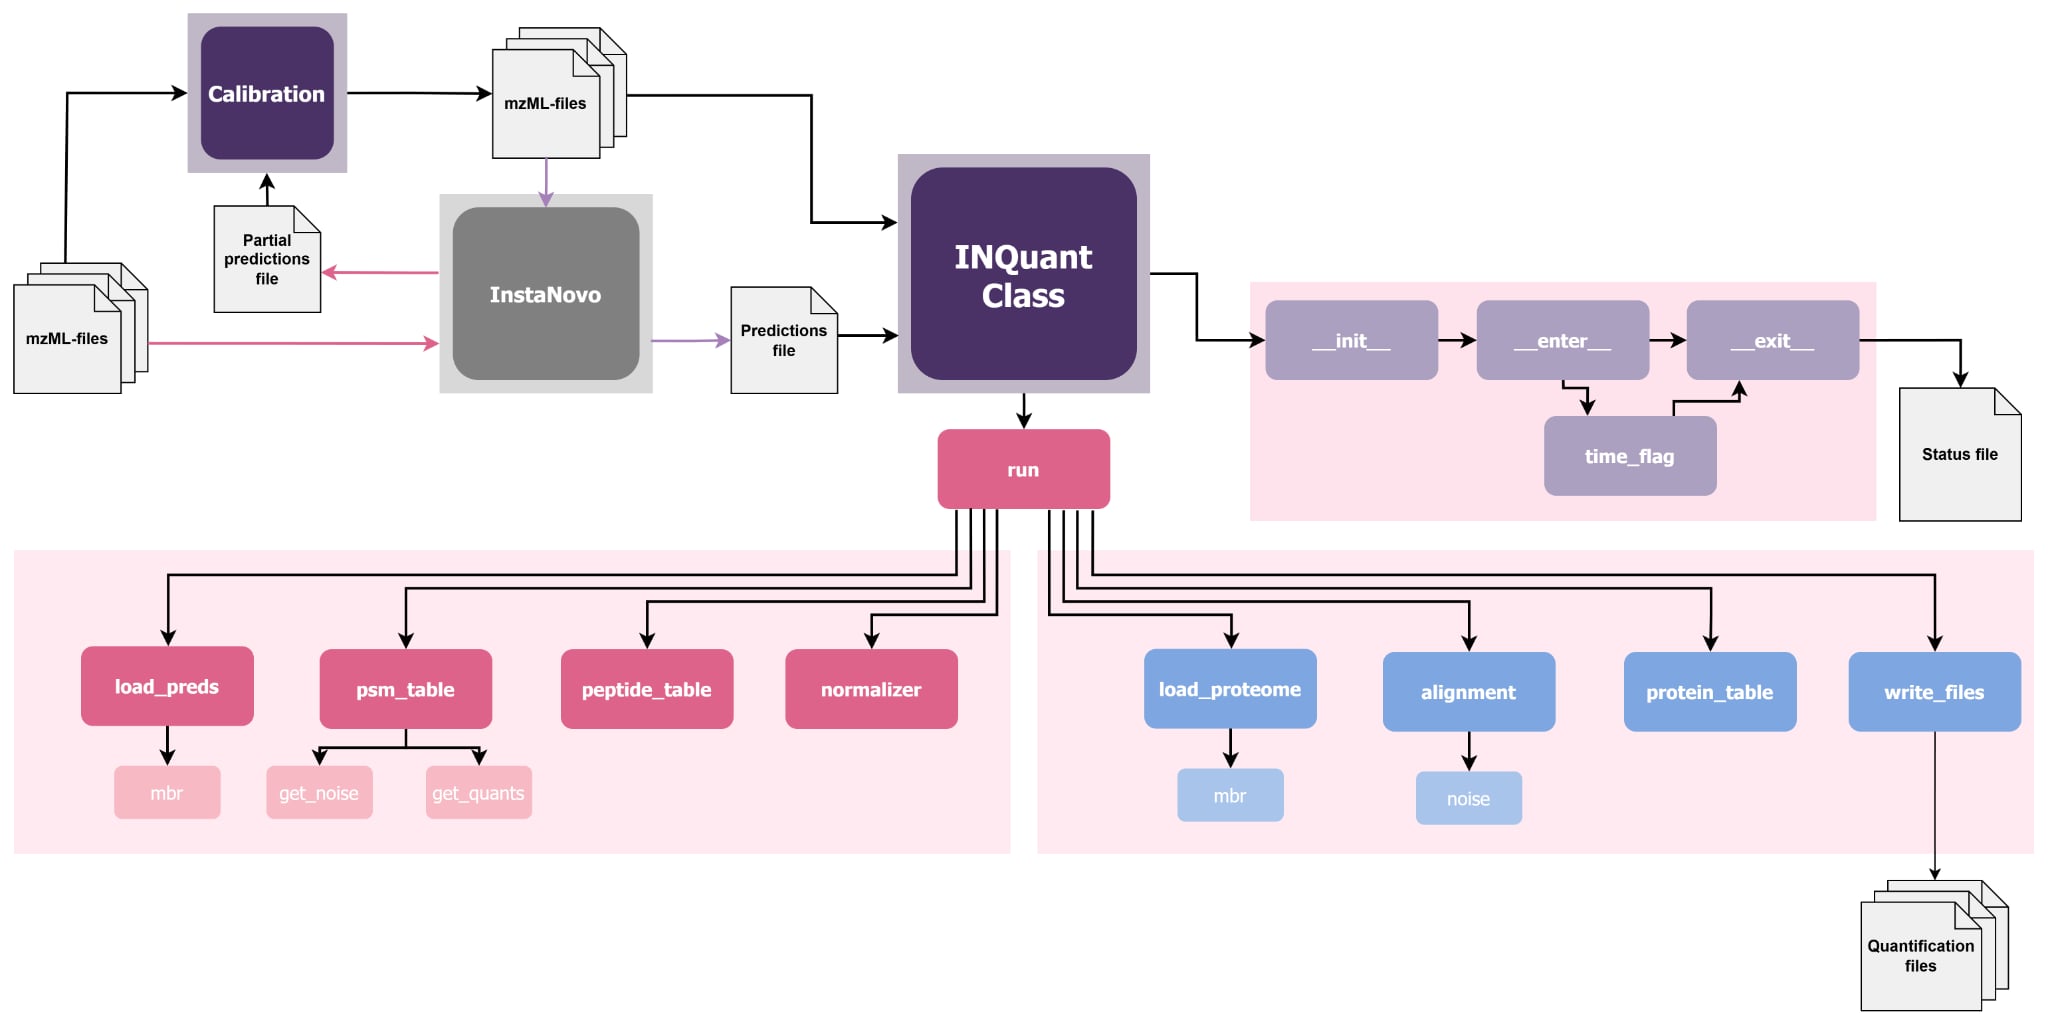 Calibration
mzML-files
Partial
predictions
file
mzML-files
InstaNovo
Predictions
file
INQuant
Class
__init__
__enter__
__exit__
time_flag
Status file
run
load_preds
psm_table
peptide_table
normalizer
load_proteome
alignment
protein_table
write_files
mbr
get_noise
get_quants
mbr
noise
Quantification
files